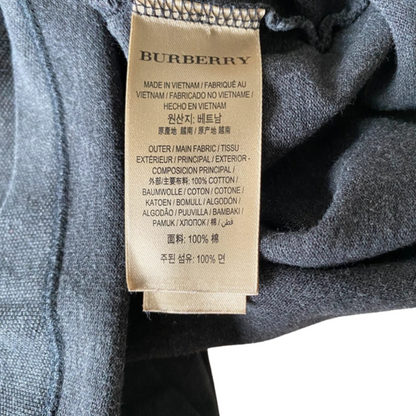 BURBERRY
MADE IN VIETNAM / FABRIQUÉ AU
VIETNAM / FABRICADO NO VIETNAME /
HECHO EN VIETNAM
원산지: 베트남
原產地 越南 / 原产地 越南
OUTER / MAIN FABRIC / TISSU
EXTÉRIEUR / PRINCIPAL / EXTERIOR -
COMPOSICIÓN PRINCIPAL /
外部/主要布料: 100% COTTON /
BAUMWOLLE / COTON / COTONE /
KATOEN / BOMULL / ALGODÓN /
ALGODÃO / PUUVILLA / BAMBAKI /
PAMUK / ХЛОПОК / 棉 / قطن /
面料: 100% 棉
주된 섬유: 100% 면